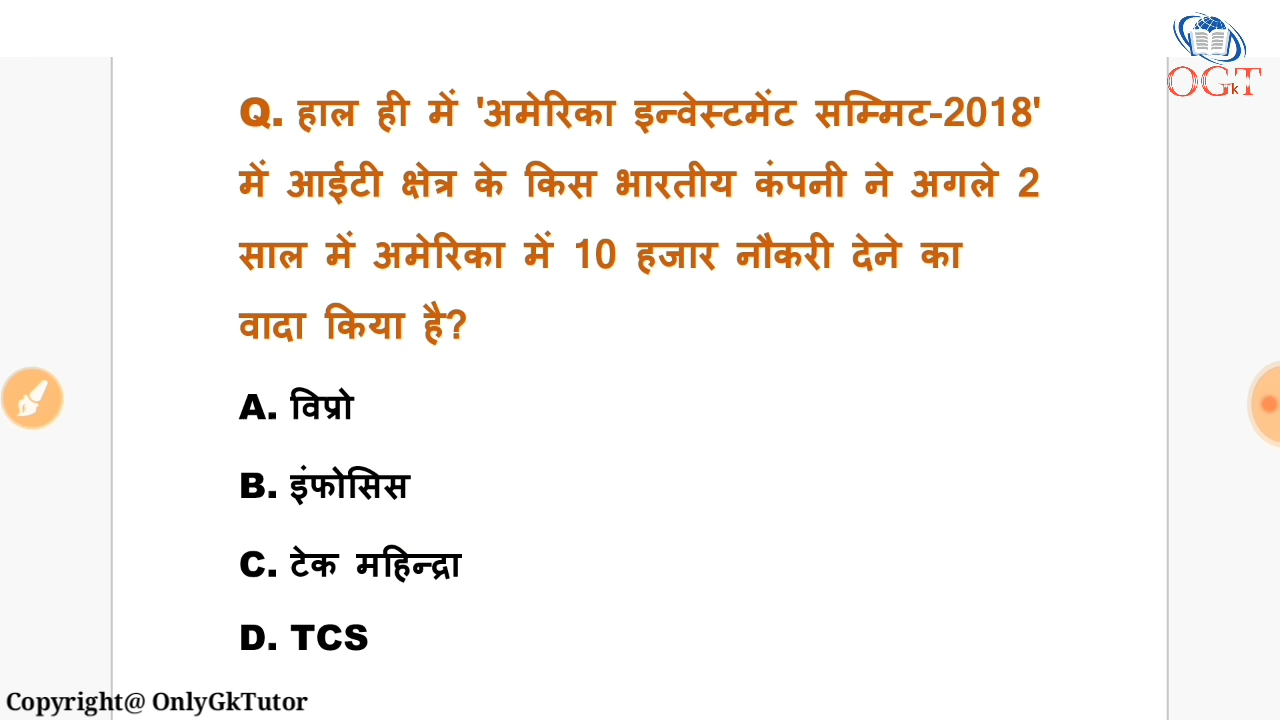 OGT
k
Q. हाल ही में 'अमेरिका इन्वेस्टमेंट सम्मिट-2018'
में आईटी क्षेत्र के किस भारतीय कंपनी ने अगले 2
साल में अमेरिका में 10 हजार नौकरी देने का
वादा किया है?
A. विप्रो
B. इंफोसिस
C. टेक महिन्द्रा
D. TCS
Copyright@ OnlyGkTutor